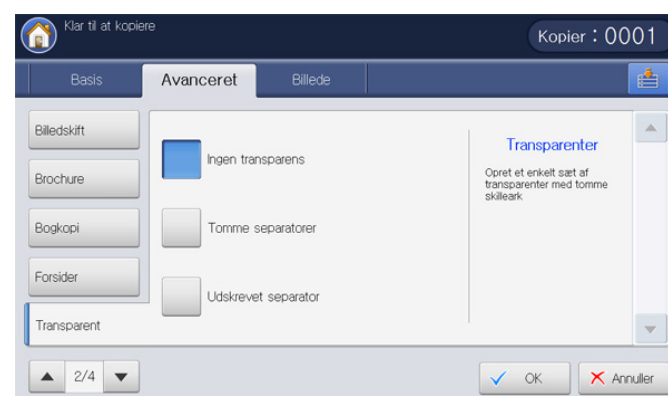 Klar til at kopiere
Kopier : 0001
Basis
Avanceret
Billede
Billedskift
Brochure
Bogkopi
Forsider
Transparent
Ingen transparens
Tomme separatorer
Udskrevet separator
Transparenter
Opret et enkelt sæt af
transparenter med tomme
skilleark
2/4
OK
Annuller